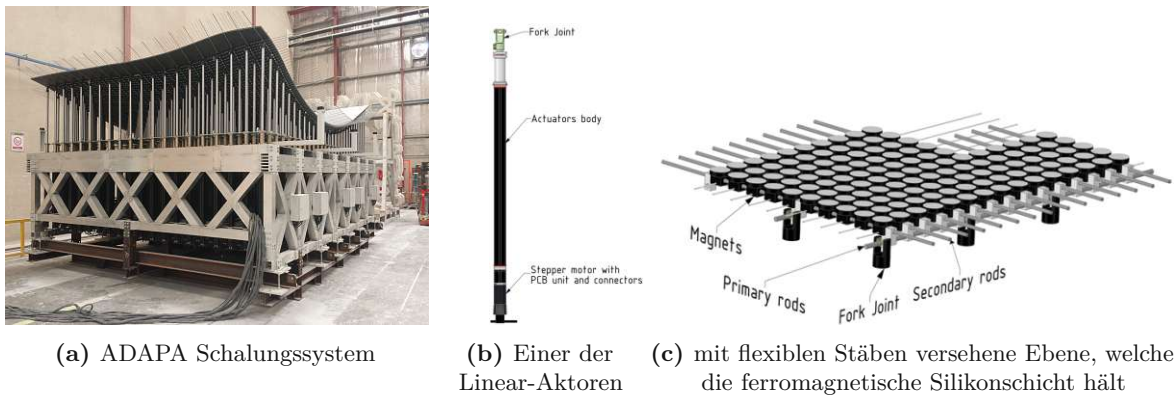 Fork Joint
Actuators body
Stepper motor with
PCB unit and connectors
Magnets
Primary rods
Fork Joint
Secondary rods
(a) ADAPA Schalungssystem
(b) Einer der
Linear-Aktoren
(c) mit flexiblen Stäben versehene Ebene, welche
die ferromagnetische Silikonschicht hält